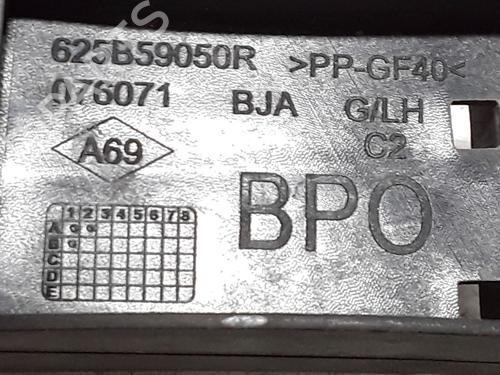 625B59050R >PP-GF40<
076071 BJA G/LH
C2
A69
BPO
1 2 3 4 5 6 7 8
A
B
C
D
E